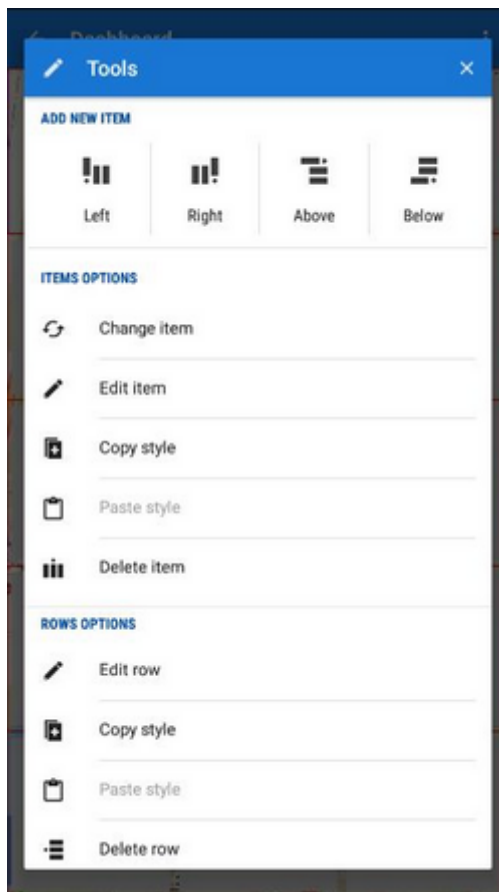 Dashboard
Tools
ADD NEW ITEM
Left Right Above Below
ITEMS OPTIONS
Change item
Edit item
Copy style
Paste style
Delete item
ROWS OPTIONS
Edit row
Copy style
Paste style
Delete row